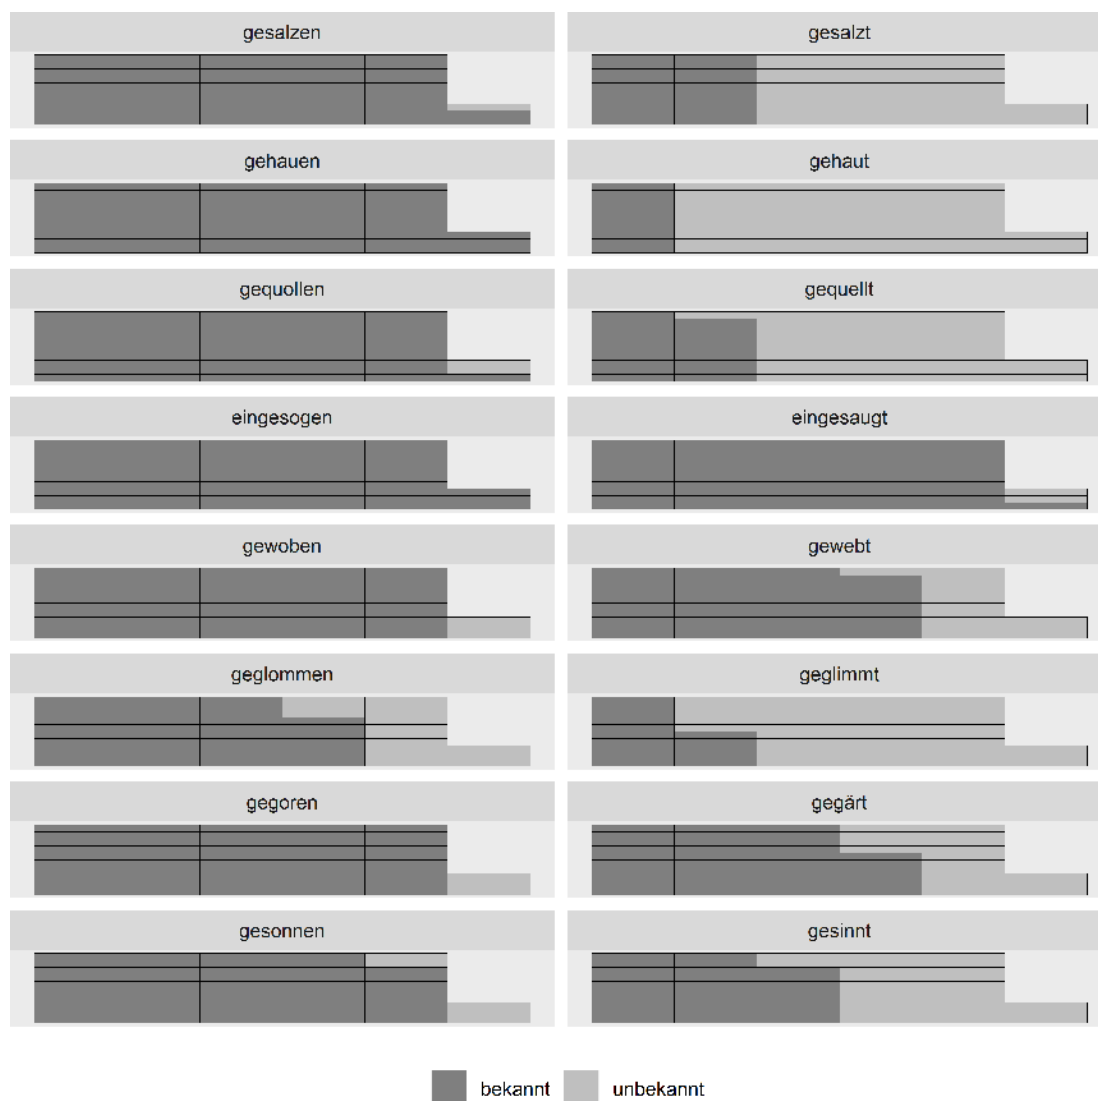 gesalzen
gesalzt
gehauen
gehaut
gequollen
gequellt
eingesogen
eingesaugt
gewoben
gewebt
geglommen
geglimmt
gegoren
gegärt
gesonnen
gesinnt
bekannt
unbekannt